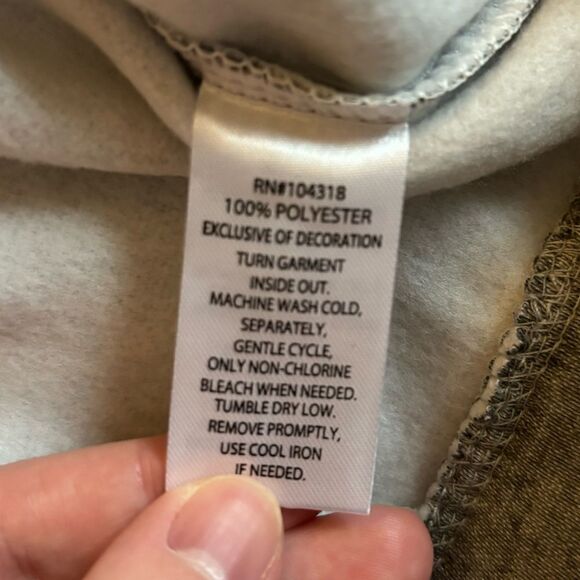 RN#104318
100% POLYESTER
EXCLUSIVE OF DECORATION
TURN GARMENT
INSIDE OUT.
MACHINE WASH COLD,
SEPARATELY,
GENTLE CYCLE,
ONLY NON-CHLORINE
BLEACH WHEN NEEDED.
TUMBLE DRY LOW.
REMOVE PROMPTLY,
USE COOL IRON
IF NEEDED.